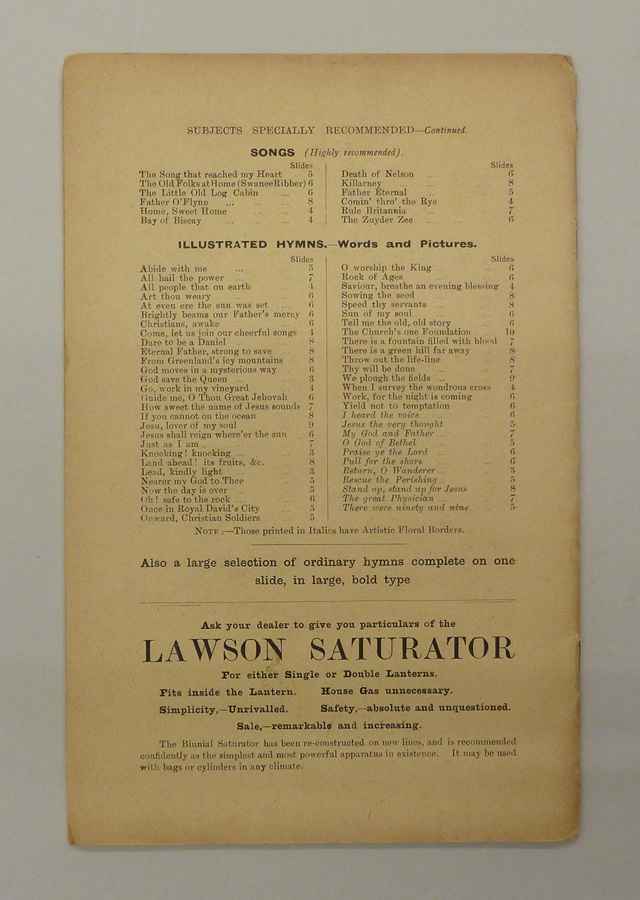 SUBJECTS SPECIALLY RECOMMENDED—Continued.
SONGS (Highly recommended).
Slides
The Song that reached my Heart 5
The Old Folks at Home (Swanee Ribber) 6
The Little Old Log Cabin ... 6
Father O'Flynn ... ... 8
Home, Sweet Home ... ... 4
Bay of Biscay ... ... 4
Slides
Death of Nelson ... 6
Killarney ... 8
Father Eternal ... 5
Comin' thro' the Rye 4
Rule Britannia ... 7
The Zuyder Zee ... 6
ILLUSTRATED HYMNS.—Words and Pictures.
Slides
Abide with me ... 5
All hail the power ... 7
All people that on earth 4
Art thou weary 6
At even ere the sun was set 6
Brightly beams our Father's mercy 6
Christians, awake 6
Come, let us join our cheerful songs 4
Dare to be a Daniel 8
Eternal Father, strong to save 8
From Greenland's icy mountains 8
God moves in a mysterious way 6
God save the Queen 3
Go, work in my vineyard 4
Guide me, O Thou Great Jehovah 6
How sweet the name of Jesus sounds 7
If you cannot on the ocean 8
Jesu, lover of my soul 9
Jesus shall reign where'er the sun 6
Just as I am 7
Knocking! knocking ... 3
Land ahead! its fruits, &c. 8
Lead, kindly light 3
Nearer my God to Thee 5
Now the day is over 5
Oh! safe to the rock 6
Once in Royal David's City 5
Onward, Christian Soldiers 5
Slides
O worship the King 6
Rock of Ages 6
Saviour, breathe an evening blessing 4
Sowing the seed 8
Speed thy servants 8
Sun of my soul 6
Tell me the old, old story 6
The Church's one Foundation 10
There is a fountain filled with blood 7
There is a green hill far away 8
Throw out the life-line 8
Thy will be done ... 7
We plough the fields ... 9
When I survey the wondrous cross 4
Work, for the night is coming 6
Yield not to temptation 6
I heard the voice 6
Jesus the very thought 5
My God and Father ... 7
O God of Bethel 5
Praise ye the Lord 6
Pull for the shore 6
Return, O Wanderer ... 3
Rescue the Perishing ... 5
Stand up, stand up for Jesus 8
The great Physician ... 7
There were ninety and nine 5
NOTE:—Those printed in Italics have Artistic Floral Borders.
Also a large selection of ordinary hymns complete on one
slide, in large, bold type
Ask your dealer to give you particulars of the
LAWSON SATURATOR
For either Single or Double Lanterns.
Fits inside the Lantern. House Gas unnecessary.
Simplicity,—Unrivalled. Safety,—absolute and unquestioned.
Sale,—remarkable and increasing.
The Biunial Saturator has been re-constructed on new lines, and is recommended
confidently as the simplest and most powerful apparatus in existence. It may be used
with bags or cylinders in any climate.